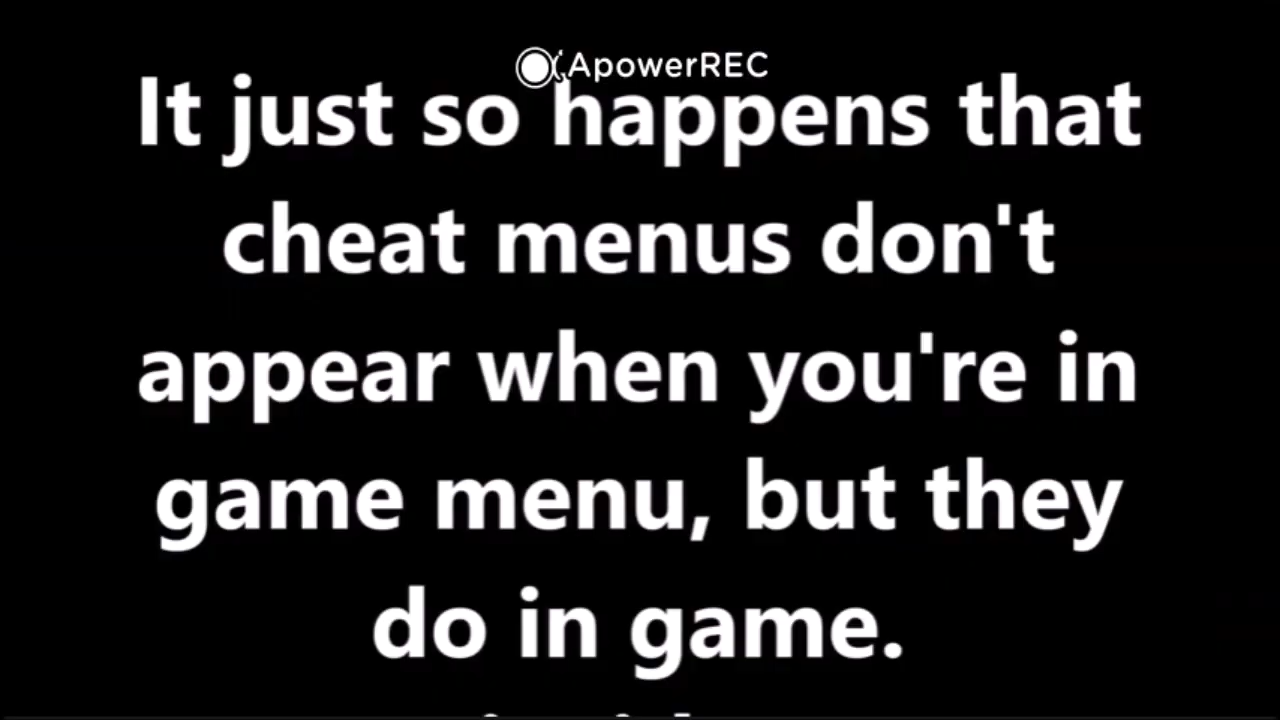 ApowerREC
It just so happens that
cheat menus don't
appear when you're in
game menu, but they
do in game.